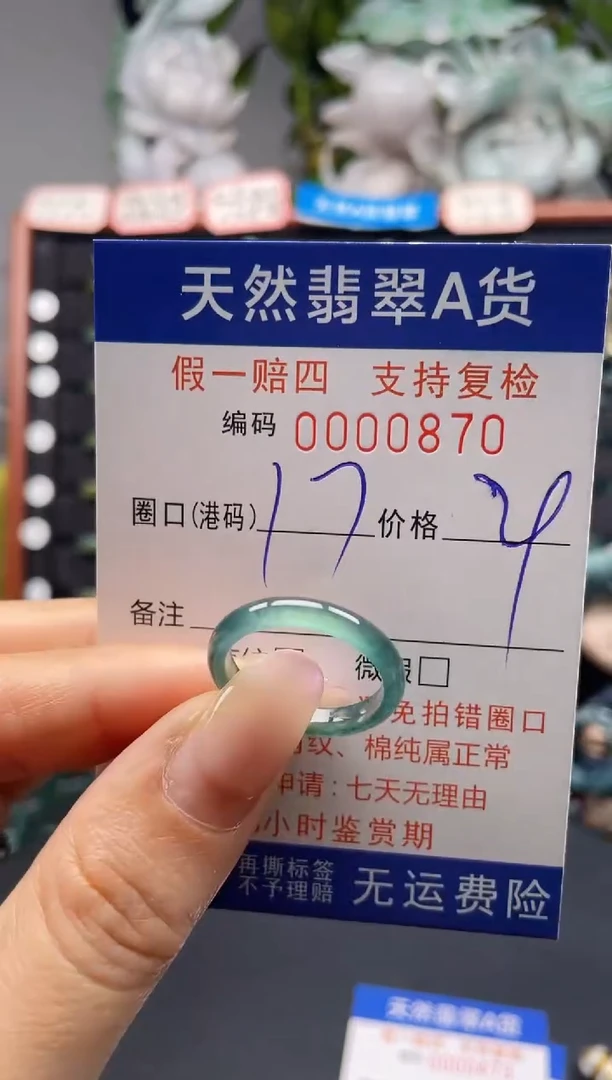 天然翡翠A货
假一赔四 支持复检
编码 0000870
圈口(港码) 17 价格 4
备注
微 □
免拍错圈口
纹、棉纯属正常
申请:七天无理由
小时鉴赏期
再撕标签
不予理赔
无运费险
天然翡翠A货